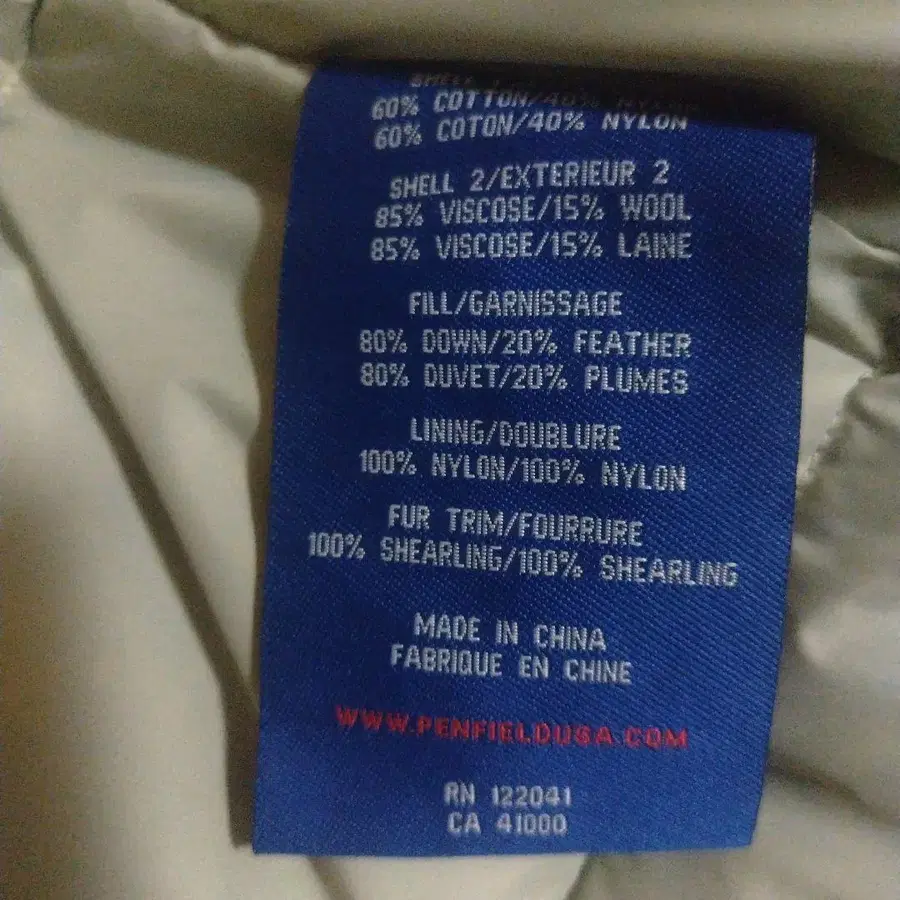 SHELL
60% COTTON/40% NYLON
60% COTON/40% NYLON
SHELL 2/EXTERIEUR 2
85% VISCOSE/15% WOOL
85% VISCOSE/15% LAINE
FILL/GARNISSAGE
80% DOWN/20% FEATHER
80% DUVET/20% PLUMES
LINING/DOUBLURE
100% NYLON/100% NYLON
FUR TRIM/FOURRURE
100% SHEARLING/100% SHEARLING
MADE IN CHINA
FABRIQUE EN CHINE
WWW.PENFIELDUSA.COM
RN 122041
CA 41000